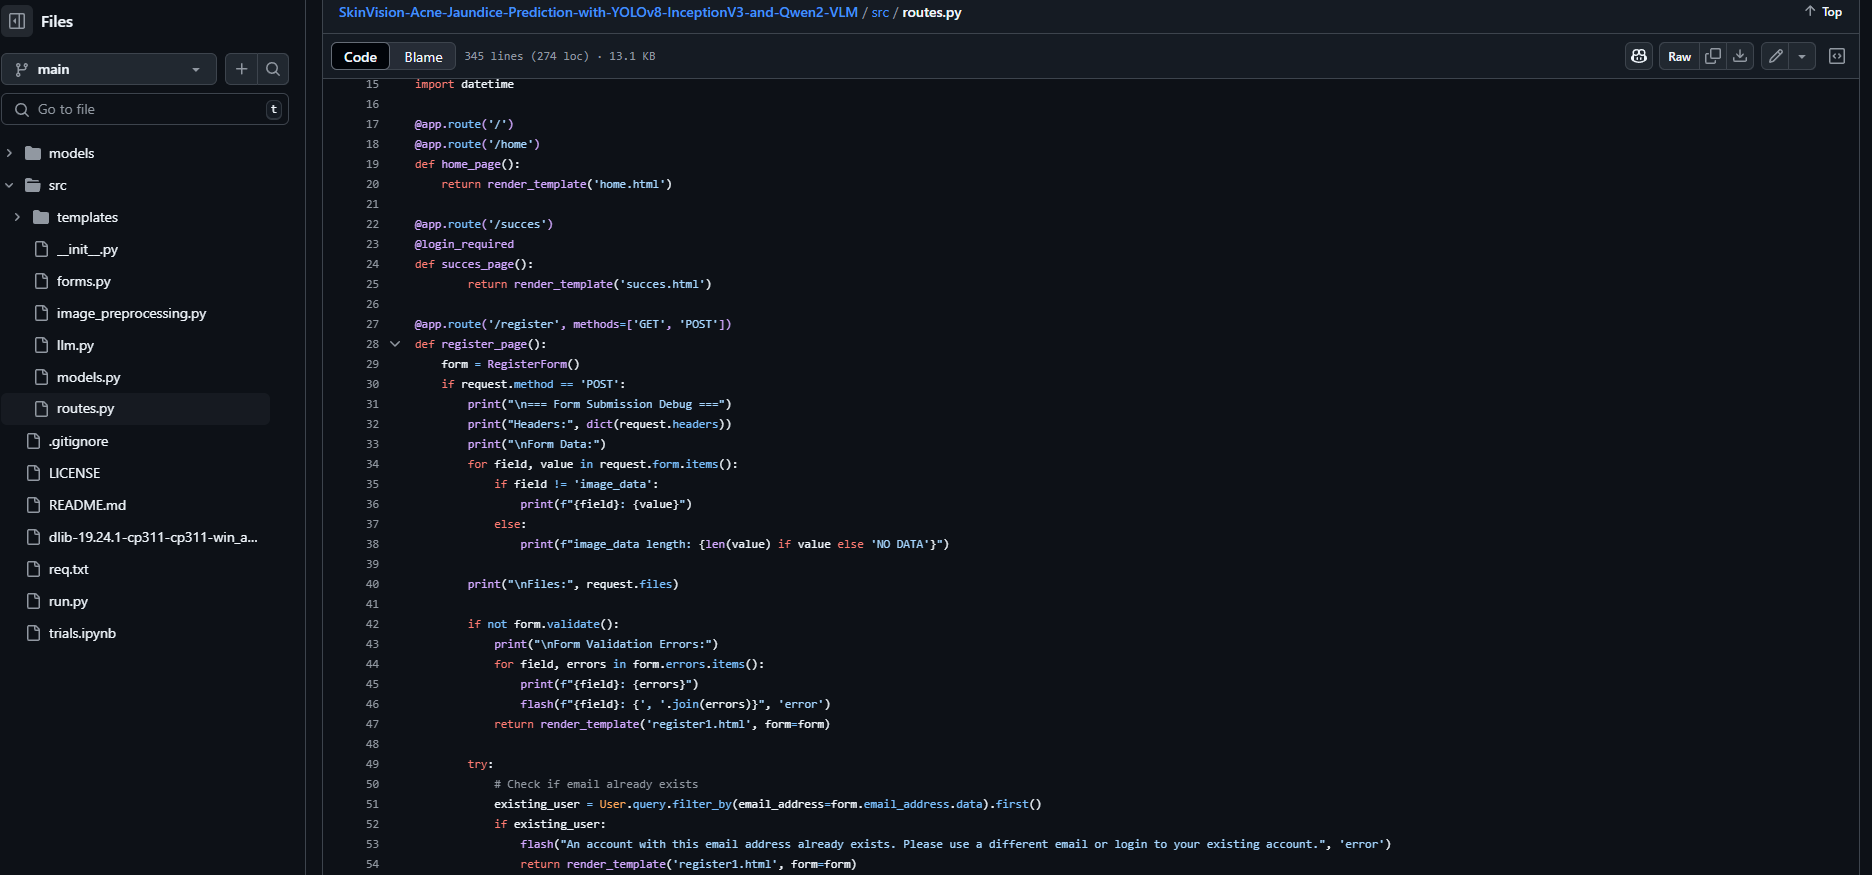 Files
main
Go to file
t
models
src
templates
__init__.py
forms.py
image_preprocessing.py
llm.py
models.py
routes.py
.gitignore
LICENSE
README.md
dlib-19.24.1-cp311-cp311-win_a...
req.txt
run.py
trials.ipynb
SkinVision-Acne-Jaundice-Prediction-with-YOLOv8-InceptionV3-and-Qwen2-VLM / src / routes.py
Top
Code Blame 345 lines (274 loc) · 13.1 KB
Raw
15 import datetime
16
17 @app.route('/')
18 @app.route('/home')
19 def home_page():
20     return render_template('home.html')
21
22 @app.route('/succes')
23 @login_required
24 def succes_page():
25         return render_template('succes.html')
26
27 @app.route('/register', methods=['GET', 'POST'])
28 def register_page():
29     form = RegisterForm()
30     if request.method == 'POST':
31         print("\n=== Form Submission Debug ===")
32         print("Headers:", dict(request.headers))
33         print("\nForm Data:")
34         for field, value in request.form.items():
35             if field != 'image_data':
36                 print(f"{field}: {value}")
37             else:
38                 print(f"image_data length: {len(value) if value else 'NO DATA'}")
39
40         print("\nFiles:", request.files)
41
42         if not form.validate():
43             print("\nForm Validation Errors:")
44             for field, errors in form.errors.items():
45                 print(f"{field}: {errors}")
46                 flash(f"{field}: {', '.join(errors)}", 'error')
47             return render_template('register1.html', form=form)
48
49         try:
50             # Check if email already exists
51             existing_user = User.query.filter_by(email_address=form.email_address.data).first()
52             if existing_user:
53                 flash("An account with this email address already exists. Please use a different email or login to your existing account.", 'error')
54                 return render_template('register1.html', form=form)